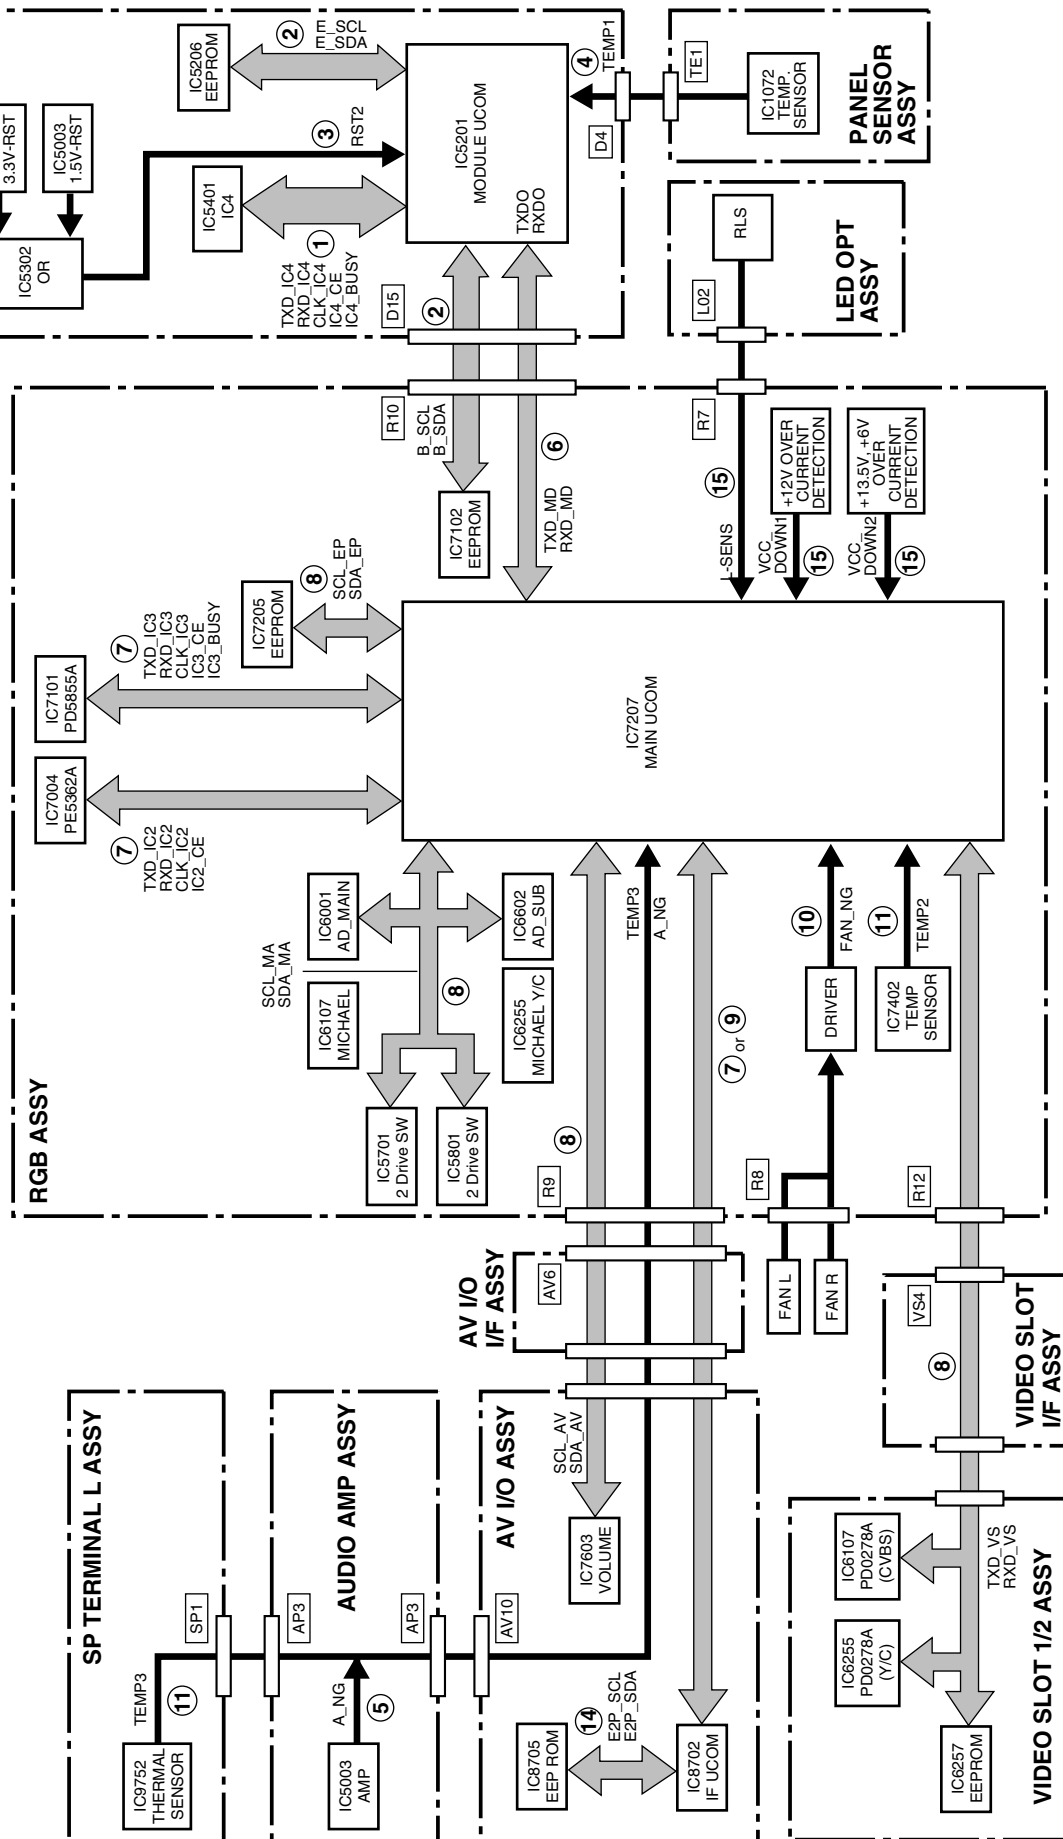 3.3V-RST
IC5003
1.5V-RST
IC5302
OR
IC5206
EEPROM
2
E_SCL
E_SDA
3
RST2
IC5401
IC4
1
TXD_IC4
RXD_IC4
CLK_IC4
IC4_CE
IC4_BUSY
IC5201
MODULE UCOM
TXDO
RXDO
4
TEMP1
D4
TE1
IC1072
TEMP.
SENSOR
PANEL
SENSOR
ASSY
D15
2
RLS
L02
LED OPT
ASSY
RGB ASSY
R10
B_SCL
B_SDA
IC7102
EEPROM
6
TXD_MD
RXD_MD
R7
15
L-SENS
+12V OVER
CURRENT
DETECTION
VCC_
DOWN1
15
+13.5V, +6V
OVER
CURRENT
DETECTION
VCC_
DOWN2
15
IC7205
EEPROM
8
SCL_EP
SDA_EP
IC7101
PD5855A
7
TXD_IC3
RXD_IC3
CLK_IC3
IC3_CE
IC3_BUSY
IC7004
PE5362A
7
TXD_IC2
RXD_IC2
CLK_IC2
IC2_CE
IC7207
MAIN UCOM
SCL_MA
SDA_MA
IC6001
AD_MAIN
IC6602
AD_SUB
IC6107
MICHAEL
8
IC6255
MICHAEL Y/C
IC5701
2 Drive SW
IC5801
2 Drive SW
TEMP3
A_NG
8
7 or 9
R9
10
FAN_NG
DRIVER
11
TEMP2
IC7402
TEMP
SENSOR
R8
R12
FAN L
FAN R
AV I/O
I/F ASSY
AV6
VS4
8
VIDEO SLOT
I/F ASSY
SP TERMINAL L ASSY
SP1
TEMP3
11
IC9752
THERMAL
SENSOR
AUDIO AMP ASSY
AP3
AP3
A_NG
5
IC5003
AMP
AV I/O ASSY
AV10
SCL_AV
SDA_AV
IC7603
VOLUME
IC8705
EEP ROM
14
E2P_SCL
E2P_SDA
IC8702
IF UCOM
IC6107
PD0278A
(CVBS)
IC6255
PD0278A
(Y/C)
TXD_VS
RXD_VS
IC6257
EEPROM
VIDEO SLOT 1/2 ASSY